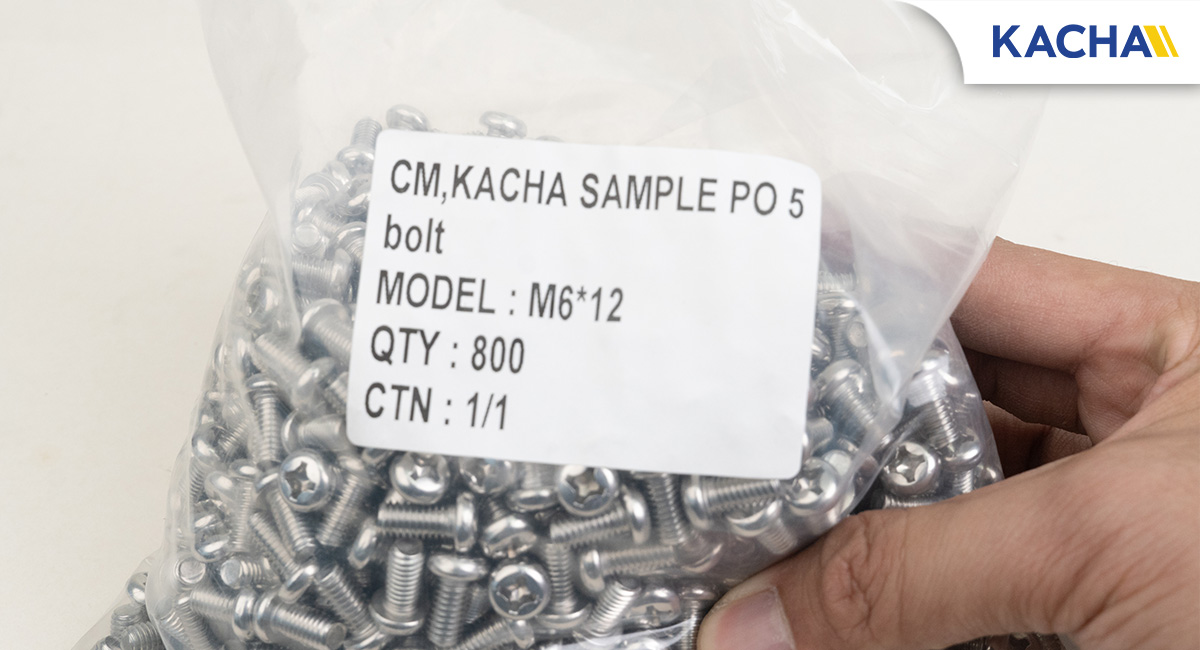 KACHA
CM,KACHA SAMPLE PO 5
bolt
MODEL : M6*12
QTY : 800
CTN : 1/1